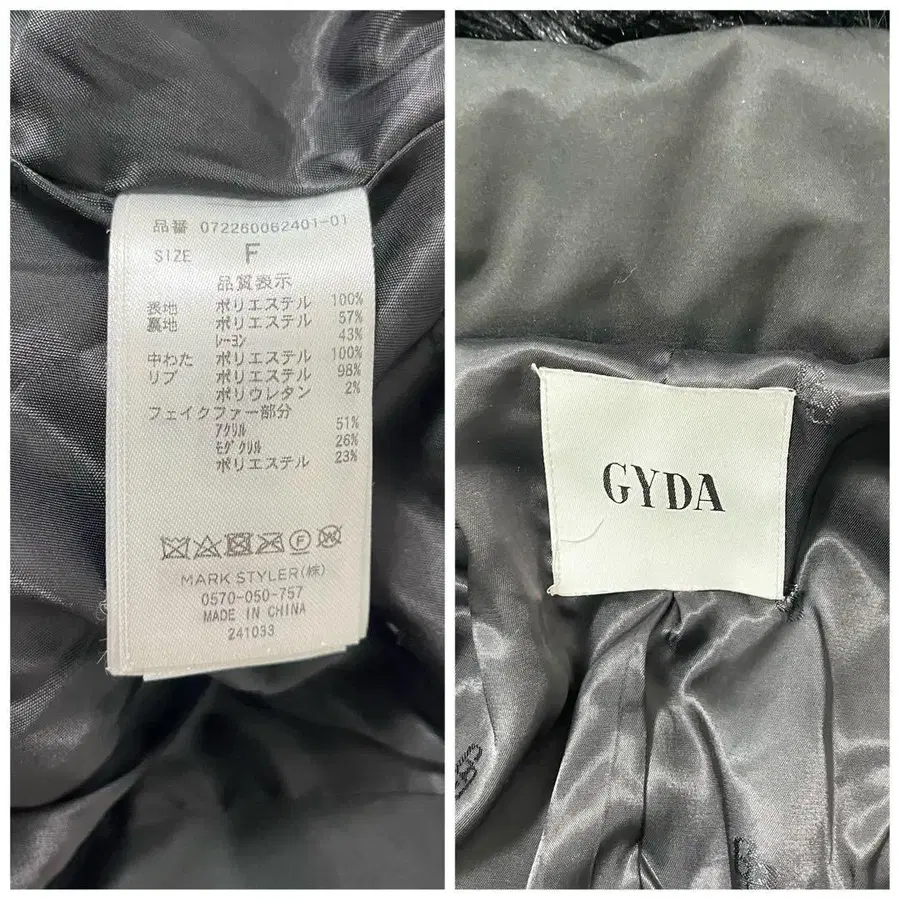 品番 072260062401-01
SIZE F
品質表示
表地 ポリエステル 100%
裏地 ポリエステル 57%
レーヨン 43%
中わた ポリエステル 100%
リブ ポリエステル 98%
ポリウレタン 2%
フェイクファー部分
アクリル 51%
モダクリル 26%
ポリエステル 23%
F W
MARK STYLER(株)
0570-050-757
MADE IN CHINA
241033
GYDA